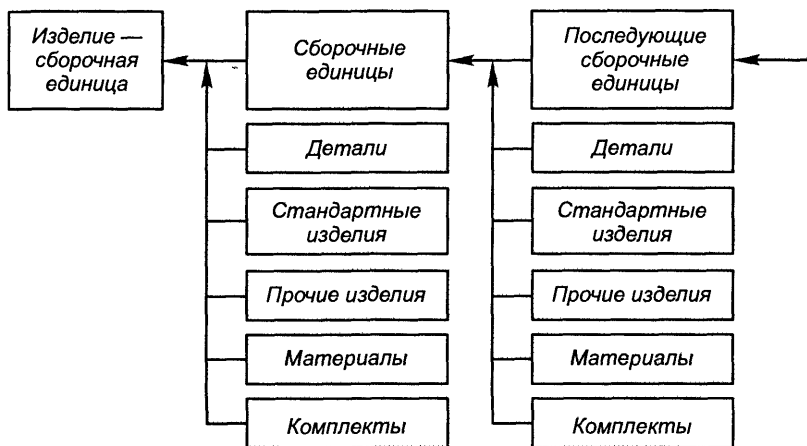 Изделие —
сборочная
единица
Сборочные
единицы
Последующие
сборочные
единицы
Детали
Детали
Стандартные
изделия
Стандартные
изделия
Прочие изделия
Прочие изделия
Материалы
Материалы
Комплекты
Комплекты